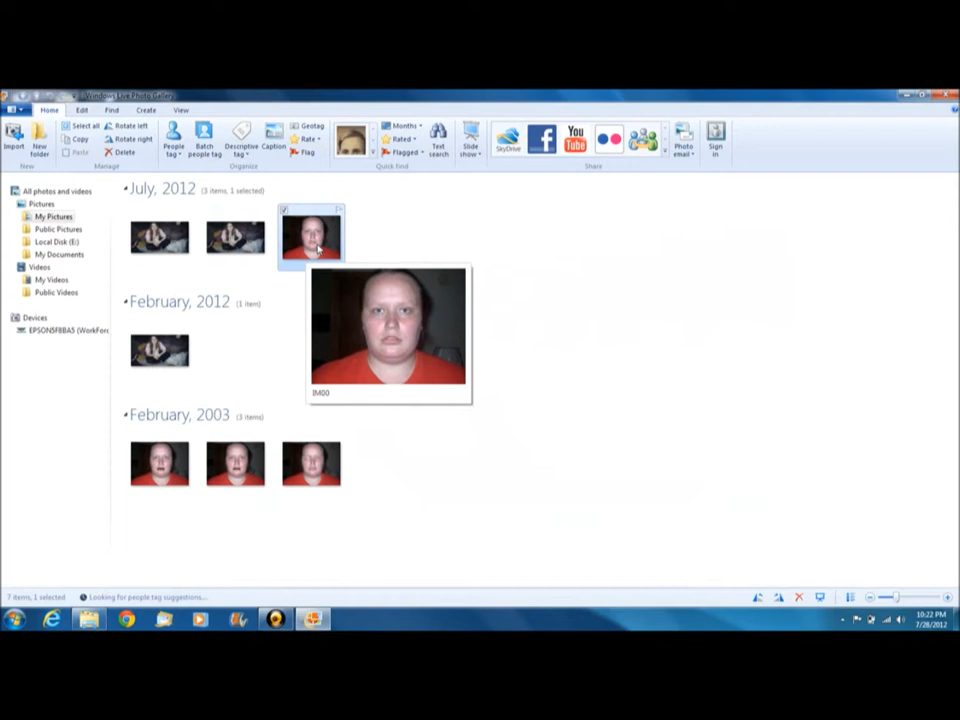 Windows Live Photo Gallery
Home Edit Find Create View
Select all Rotate left
Copy Rotate right
Paste Delete
Import New folder
People tag Batch people tag Descriptive tag Caption
Geotag
Rate
Flag
Months
Rated
Flagged
Text search Slide show
SkyDrive
You Tube
Photo email Sign in
New Manage Organize Quick find Share
All photos and videos
Pictures
My Pictures
Public Pictures
Local Disk (E:)
My Documents
Videos
My Videos
Public Videos
Devices
EPSON5FBBA5 (WorkForc
July, 2012 (3 items, 1 selected)
IM00
February, 2012 (1 item)
February, 2003 (3 items)
7 items, 1 selected Looking for people tag suggestions...
10:22 PM
7/28/2012